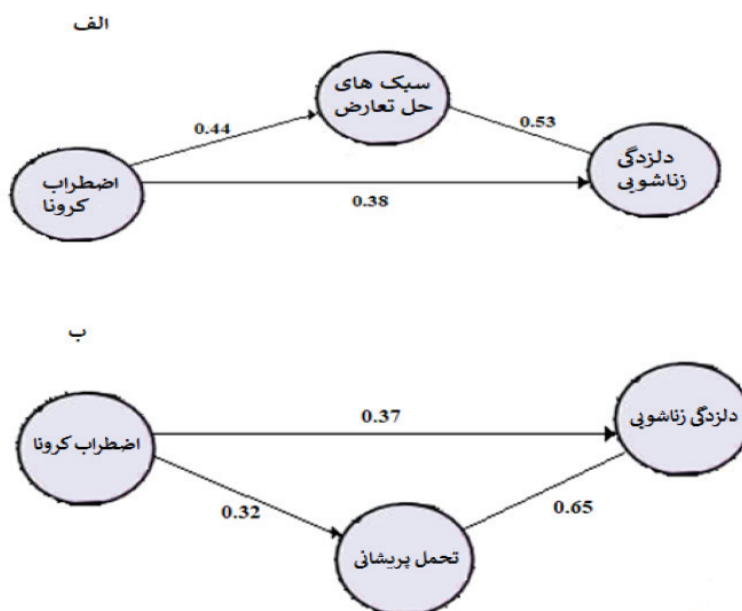 الف
سبک های
حل تعارض
0.44
0.53
دلزدگی
زناشویی
اضطراب
کرونا
0.38
ب
دلزدگی زناشویی
0.37
اضطراب کرونا
0.32
0.65
تحمل پریشانی